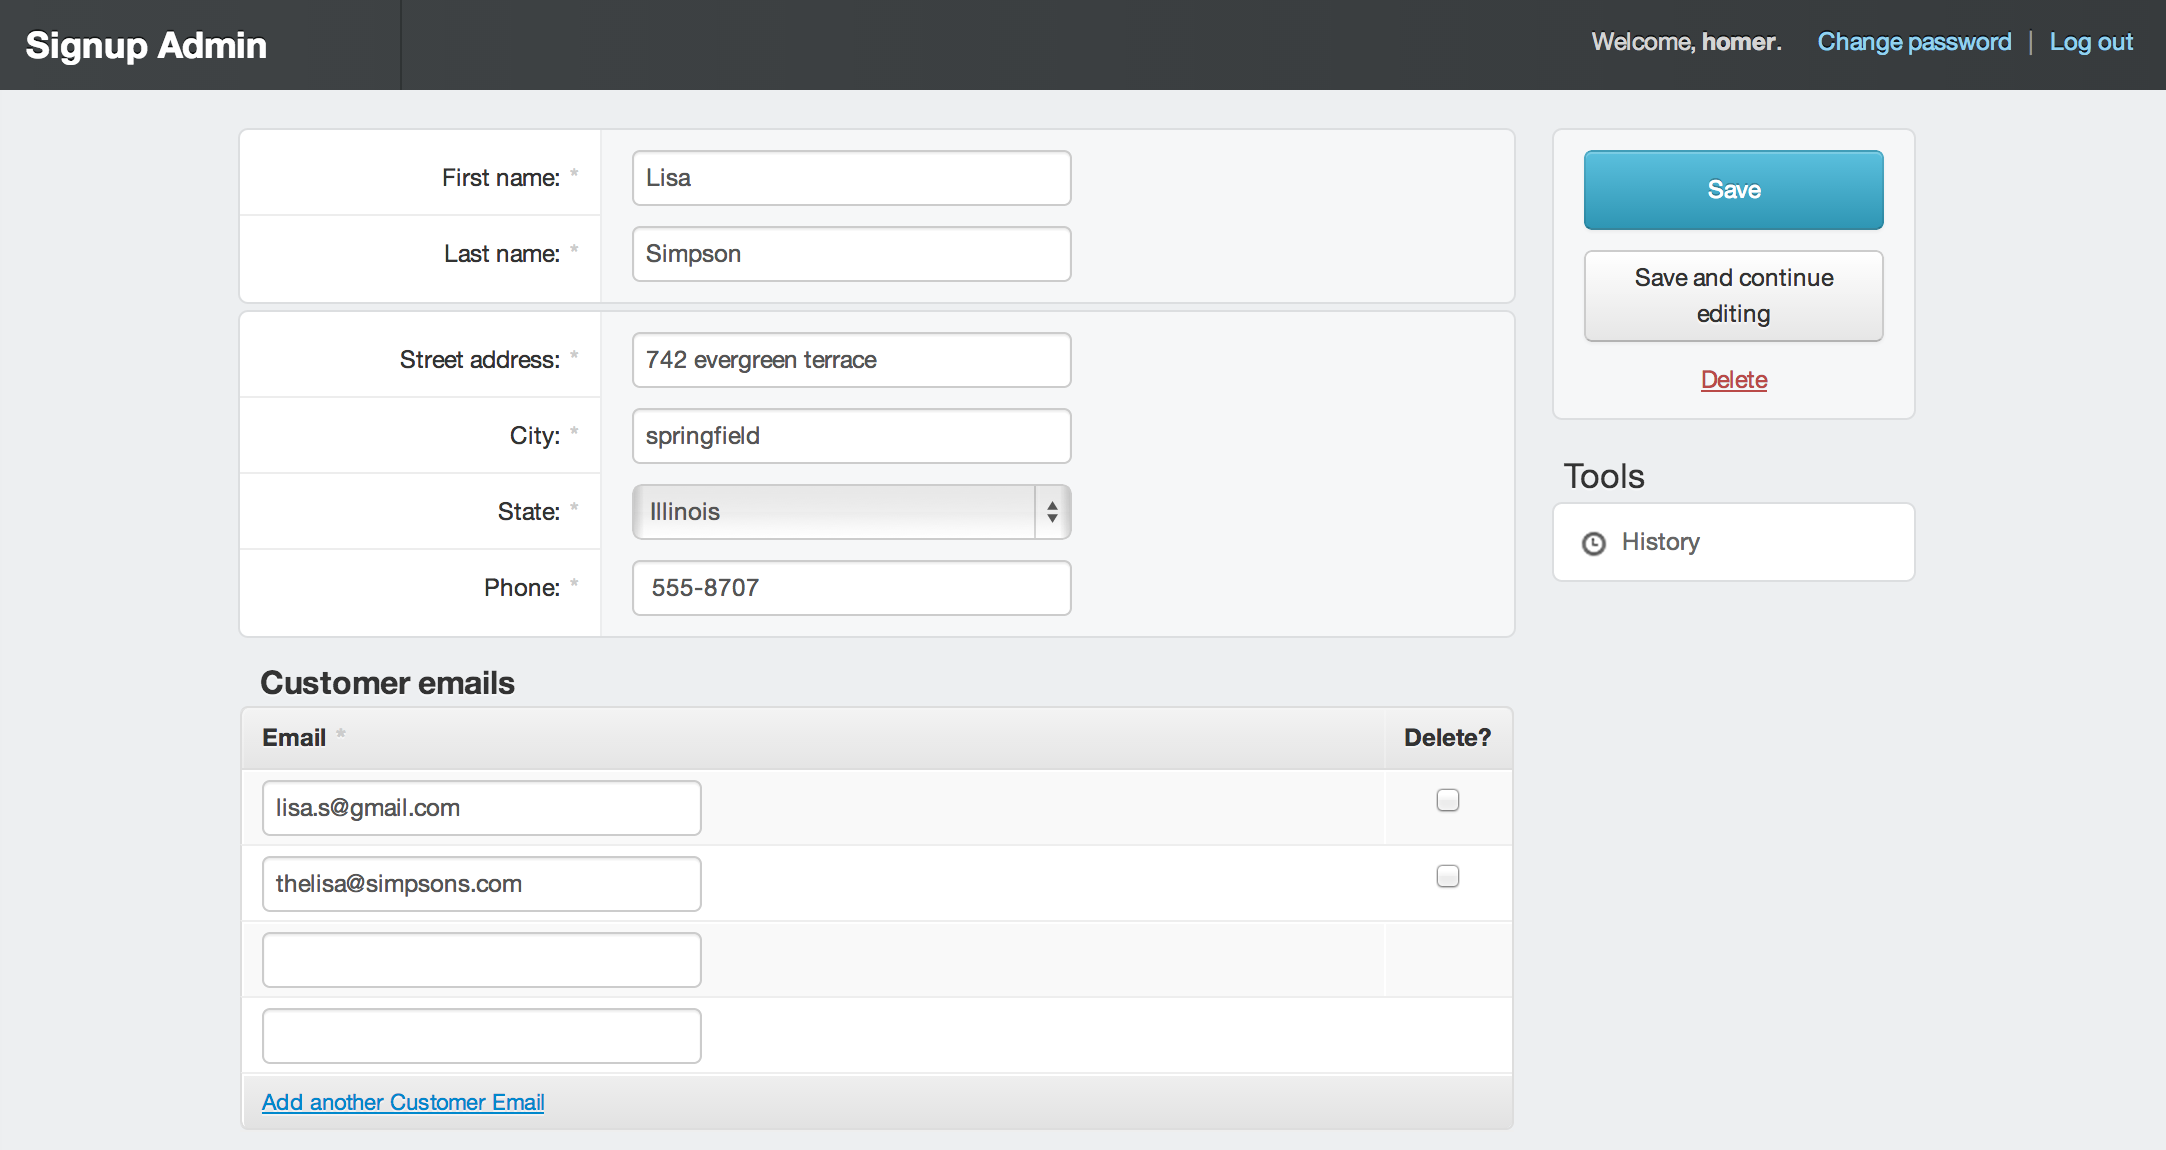 Signup Admin
Welcome, homer. Change password | Log out
First name: * Lisa
Last name: * Simpson
Street address: * 742 evergreen terrace
City: * springfield
State: * Illinois
Phone: * 555-8707
Save
Save and continue
editing
Delete
Tools
History
Customer emails
Email * Delete?
lisa.s@gmail.com
thelisa@simpsons.com
Add another Customer Email